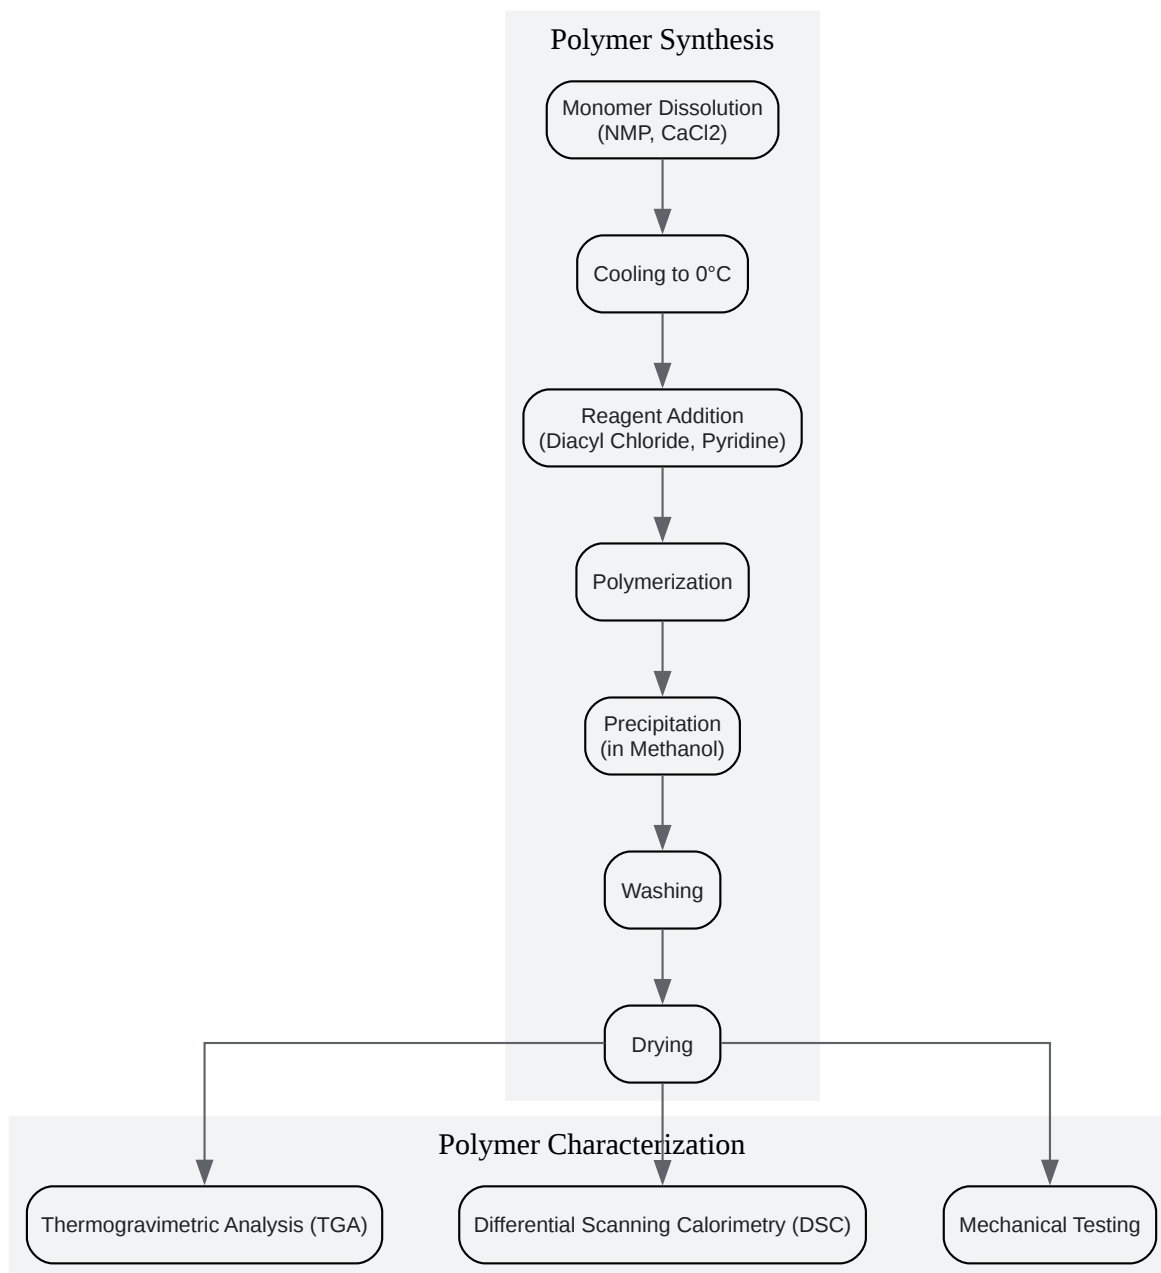 Polymer Synthesis
Monomer Dissolution
(NMP, CaCl2)
Cooling to 0°C
Reagent Addition
(Diacyl Chloride, Pyridine)
Polymerization
Precipitation
(in Methanol)
Washing
Drying
Polymer Characterization
Thermogravimetric Analysis (TGA)
Differential Scanning Calorimetry (DSC)
Mechanical Testing